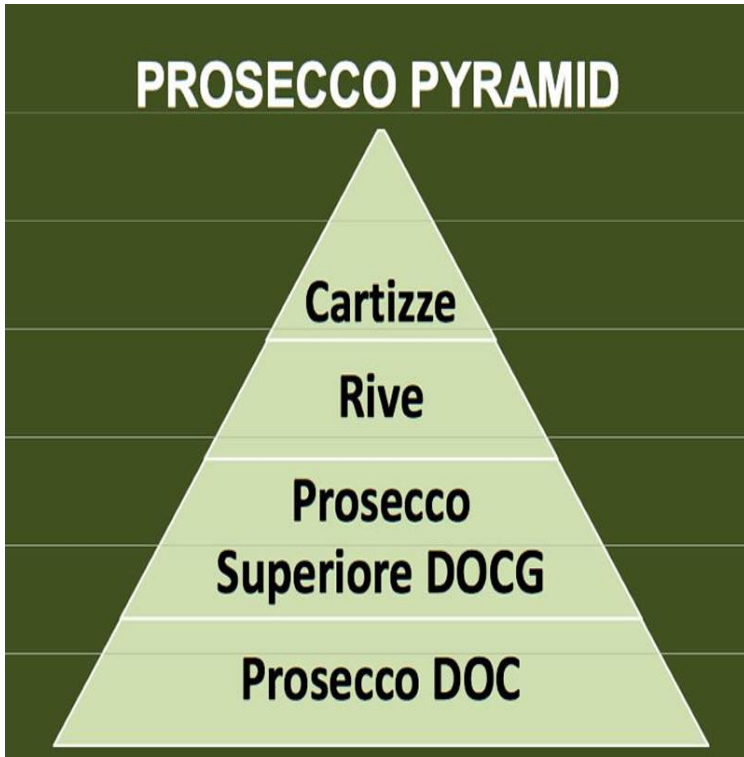 PROSECCO PYRAMID
Cartizze
Rive
Prosecco
Superiore DOCG
Prosecco DOC